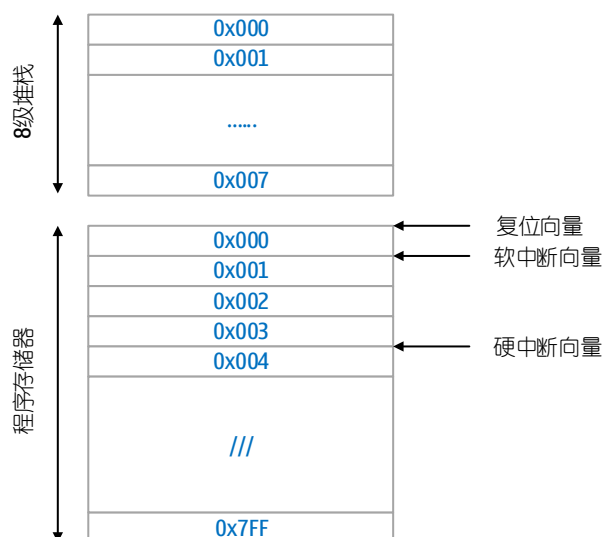 8级堆栈
0x000
0x001
......
0x007
程序存储器
0x000
复位向量
0x001
软中断向量
0x002
0x003
0x004
硬中断向量
///
0x7FF